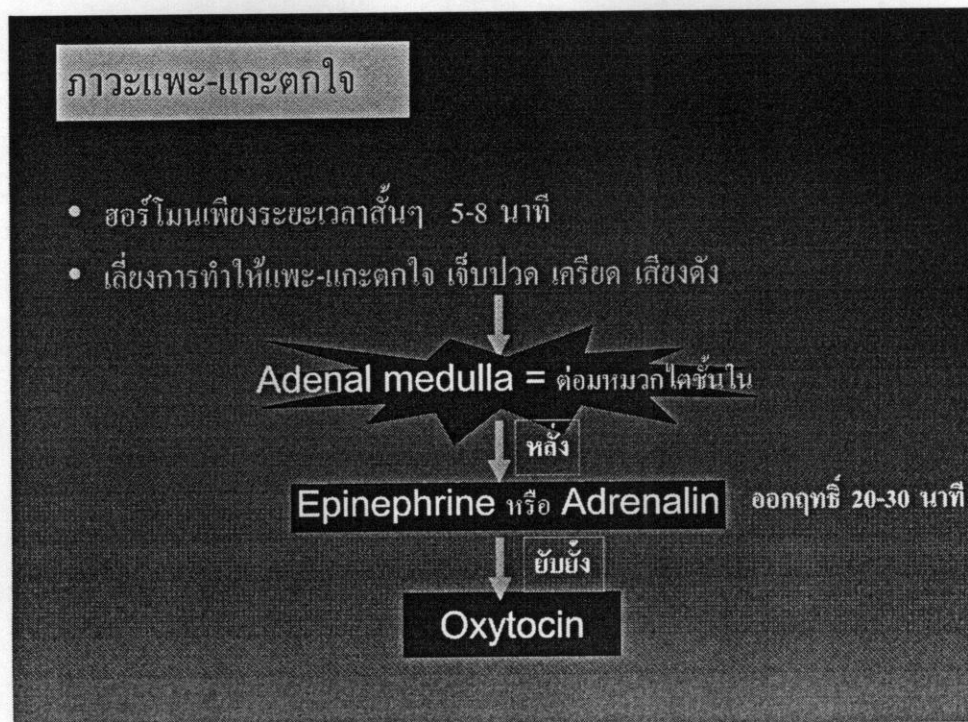 ภาวะแพะ-แกะตกใจ
• ฮอร์โมนเพียงระยะเวลาสั้นๆ 5-8 นาที
• เลี่ยงการทำให้แพะ-แกะตกใจ เจ็บปวด เครียด เสียงดัง
Adenal medulla = ต่อมหมวกไตชั้นใน
หลั่ง
Epinephrine หรือ Adrenalin ออกฤทธิ์ 20-30 นาที
ยับยั้ง
Oxytocin